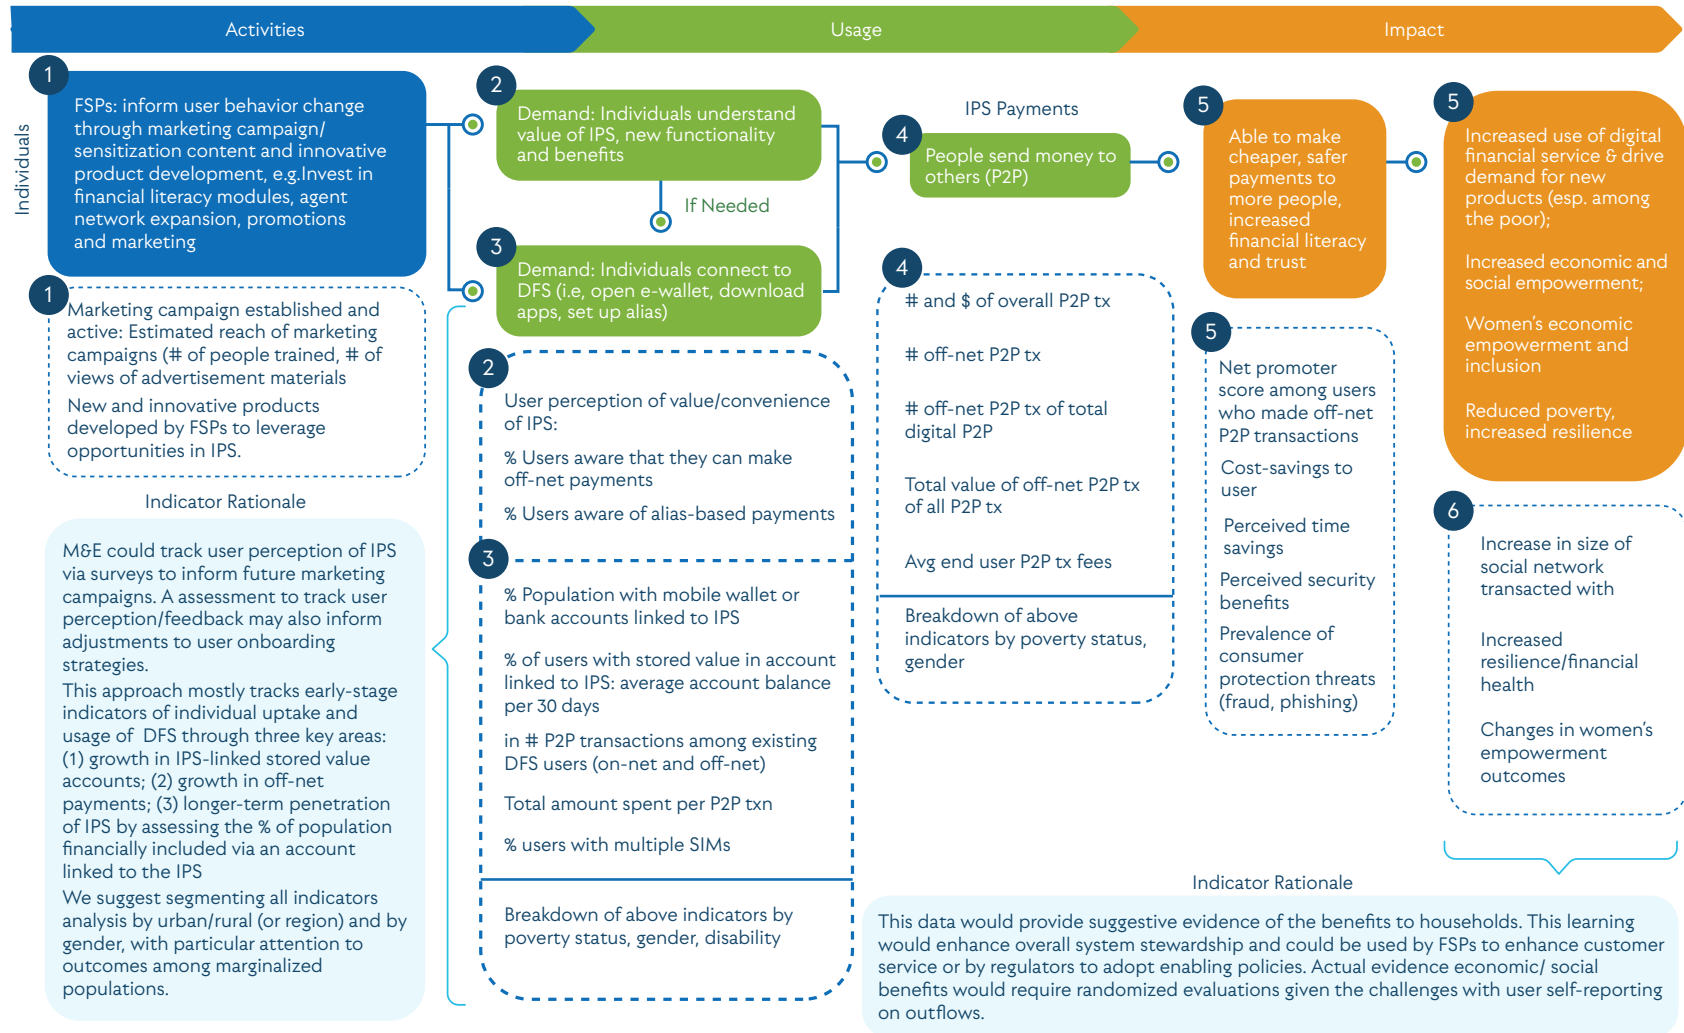 Activities
Usage
Impact
Individuals
1
FSPs: inform user behavior change
through marketing campaign/
sensitization content and innovative
product development, e.g.Invest in
financial literacy modules, agent
network expansion, promotions
and marketing
1
Marketing campaign established and
active: Estimated reach of marketing
campaigns (# of people trained, # of
views of advertisement materials
New and innovative products
developed by FSPs to leverage
opportunities in IPS.
Indicator Rationale
M&E could track user perception of IPS
via surveys to inform future marketing
campaigns. A assessment to track user
perception/feedback may also inform
adjustments to user onboarding
strategies.
This approach mostly tracks early-stage
indicators of individual uptake and
usage of DFS through three key areas:
(1) growth in IPS-linked stored value
accounts; (2) growth in off-net
payments; (3) longer-term penetration
of IPS by assessing the % of population
financially included via an account
linked to the IPS
We suggest segmenting all indicators
analysis by urban/rural (or region) and by
gender, with particular attention to
outcomes among marginalized
populations.
2
Demand: Individuals understand
value of IPS, new functionality
and benefits
If Needed
3
Demand: Individuals connect to
DFS (i.e, open e-wallet, download
apps, set up alias)
2
User perception of value/convenience
of IPS:
% Users aware that they can make
off-net payments
% Users aware of alias-based payments
3
% Population with mobile wallet or
bank accounts linked to IPS
% of users with stored value in account
linked to IPS: average account balance
per 30 days
in # P2P transactions among existing
DFS users (on-net and off-net)
Total amount spent per P2P txn
% users with multiple SIMs
Breakdown of above indicators by
poverty status, gender, disability
IPS Payments
4
People send money to
others (P2P)
4
# and $ of overall P2P tx
# off-net P2P tx
# off-net P2P tx of total
digital P2P
Total value of off-net P2P tx
of all P2P tx
Avg end user P2P tx fees
Breakdown of above
indicators by poverty status,
gender
5
Able to make
cheaper, safer
payments to
more people,
increased
financial literacy
and trust
5
Net promoter
score among users
who made off-net
P2P transactions
Cost-savings to
user
Perceived time
savings
Perceived security
benefits
Prevalence of
consumer
protection threats
(fraud, phishing)
5
Increased use of digital
financial service & drive
demand for new
products (esp. among
the poor);
Increased economic and
social empowerment;
Women's economic
empowerment and
inclusion
Reduced poverty,
increased resilience
6
Increase in size of
social network
transacted with
Increased
resilience/financial
health
Changes in women's
empowerment
outcomes
Indicator Rationale
This data would provide suggestive evidence of the benefits to households. This learning
would enhance overall system stewardship and could be used by FSPs to enhance customer
service or by regulators to adopt enabling policies. Actual evidence economic/ social
benefits would require randomized evaluations given the challenges with user self-reporting
on outflows.